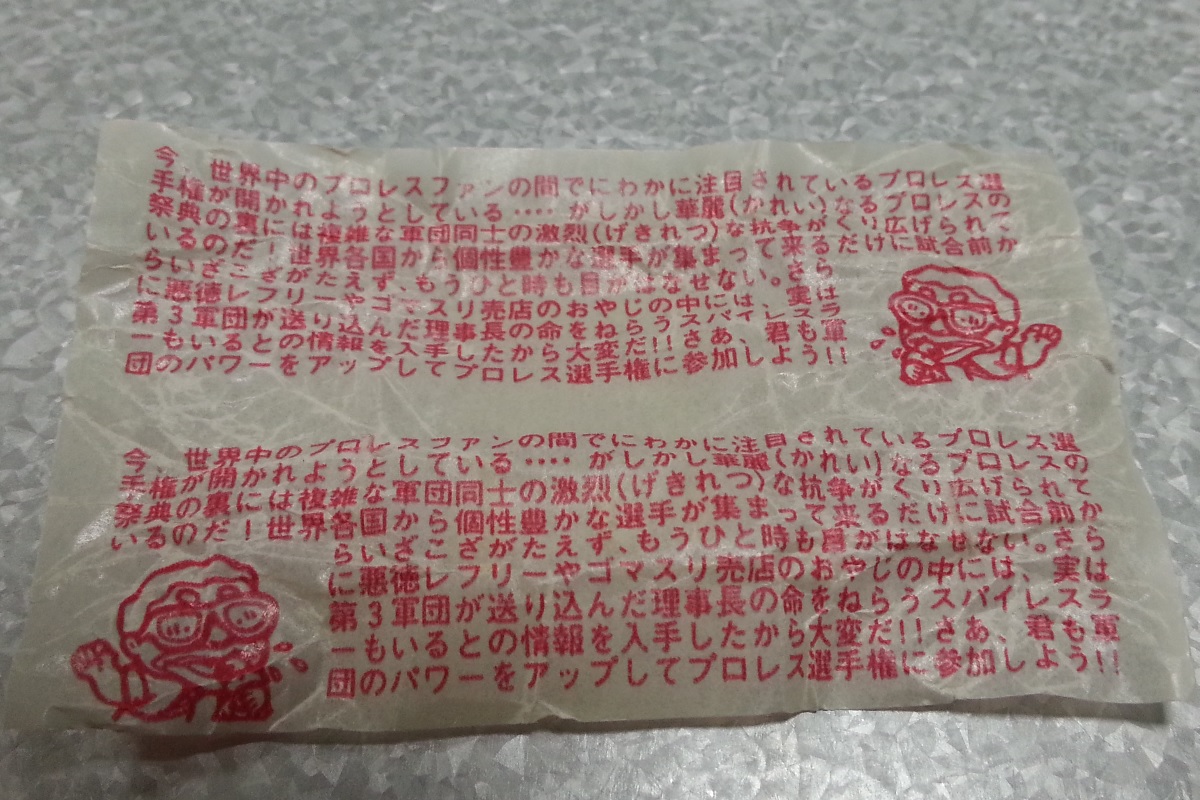 今、世界中のプロレスファンの間でにわかに注目されているプロレス選
手権が開かれようとしている‥‥ がしかし華麗(かれい)なるプロレスの
祭典の裏には複雑な軍団同士の激烈(げきれつ)な抗争がくり広げられて
いるのだ！世界各国から個性豊かな選手が集まって来るだけに試合前か
らいざこざがたえず、もうひと時も目がはなせない。さら
に悪徳レフリーやゴマスリ売店のおやじの中には、実は
第3軍団が送り込んだ理事長の命をねらうスパイレスラ
ーもいるとの情報を入手したから大変だ!!さあ、君も軍
団のパワーをアップしてプロレス選手権に参加しよう!!
今、世界中のプロレスファンの間でにわかに注目されているプロレス選
手権が開かれようとしている‥‥ がしかし華麗(かれい)なるプロレスの
祭典の裏には複雑な軍団同士の激烈(げきれつ)な抗争がくり広げられて
いるのだ！世界各国から個性豊かな選手が集まって来るだけに試合前か
らいざこざがたえず、もうひと時も目がはなせない。さら
に悪徳レフリーやゴマスリ売店のおやじの中には、実は
第3軍団が送り込んだ理事長の命をねらうスパイレスラ
ーもいるとの情報を入手したから大変だ!!さあ、君も軍
団のパワーをアップしてプロレス選手権に参加しよう!!